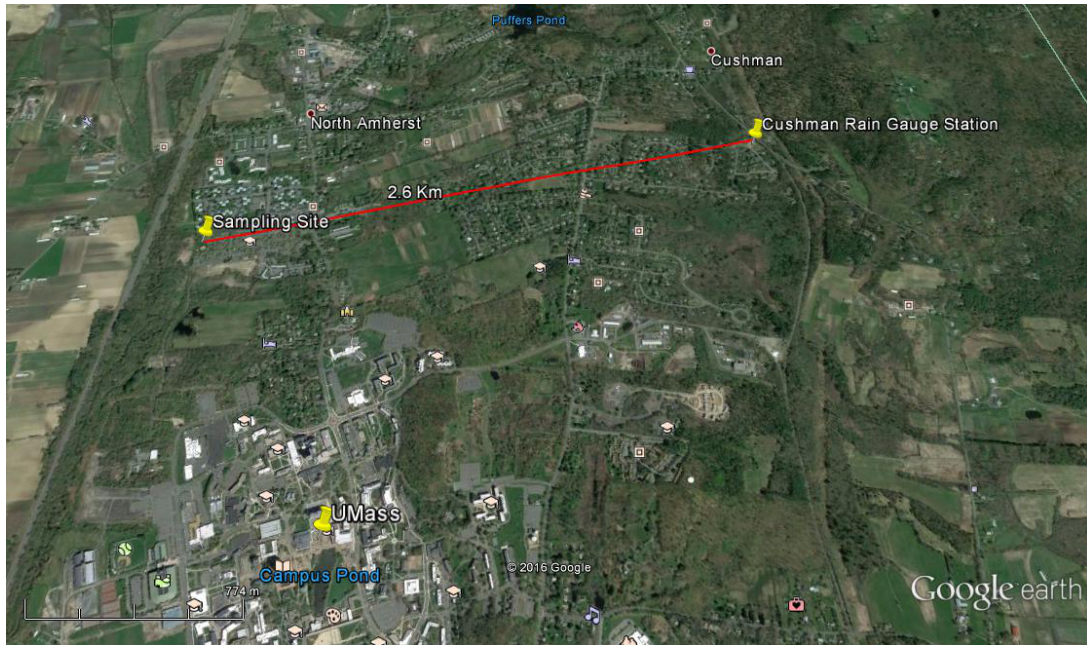 Puffers Pond
Cushman
North Amherst
Cushman Rain Gauge Station
2.6 Km
Sampling Site
UMass
© 2016 Google
Campus Pond
774 m
Google earth